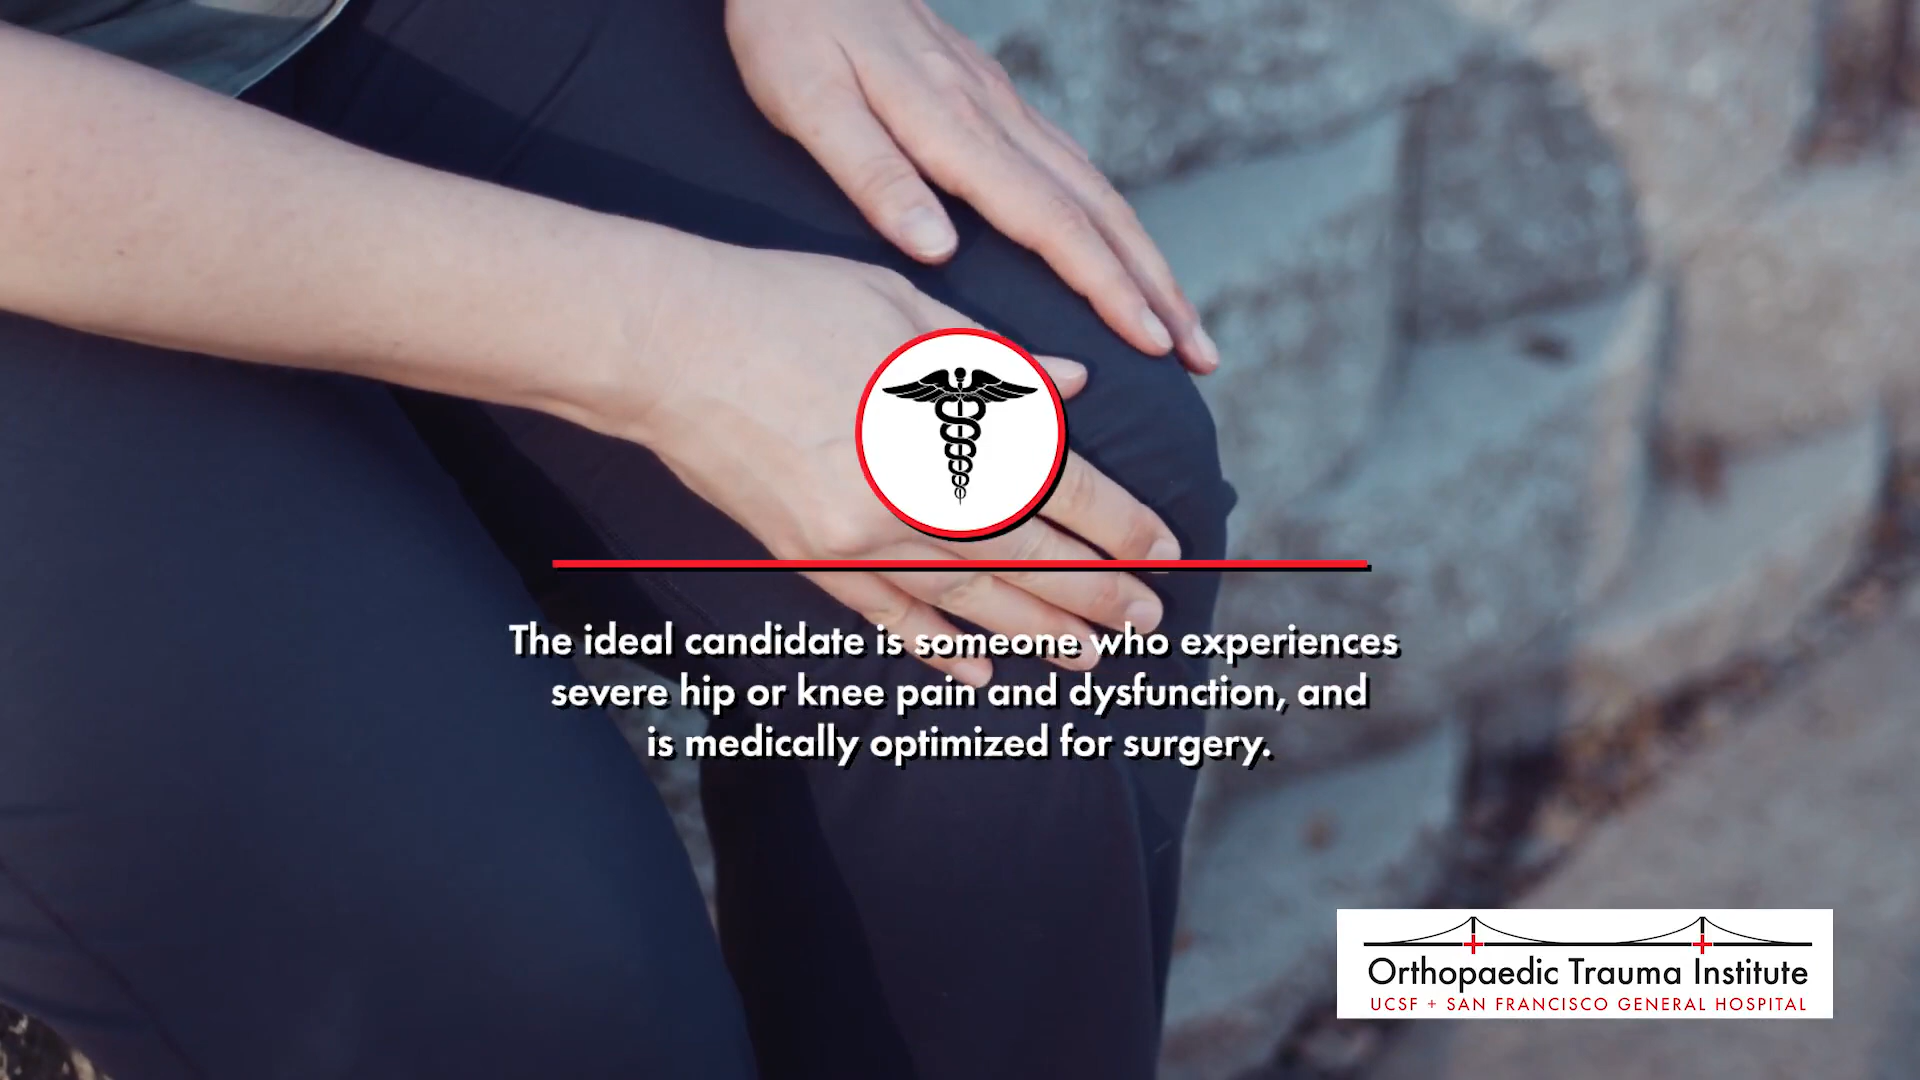 The ideal candidate is someone who experiences
severe hip or knee pain and dysfunction, and
is medically optimized for surgery.
Orthopaedic Trauma Institute
UCSF + SAN FRANCISCO GENERAL HOSPITAL